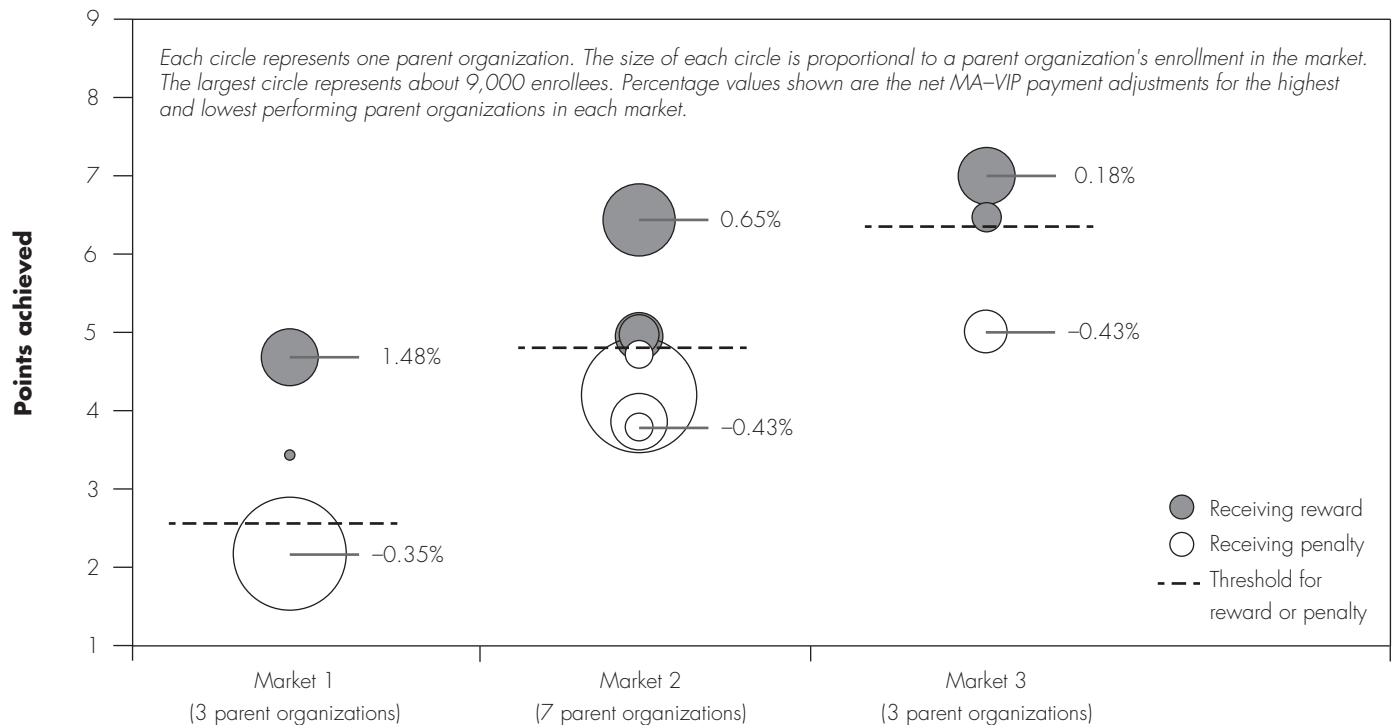 9
Each circle represents one parent organization. The size of each circle is proportional to a parent organization's enrollment in the market.
The largest circle represents about 9,000 enrollees. Percentage values shown are the net MA–VIP payment adjustments for the highest
and lowest performing parent organizations in each market.
8
7
0.18%
0.65%
6
Points achieved
5
–0.43%
1.48%
4
–0.43%
3
Receiving reward
Receiving penalty
–0.35%
2
Threshold for
reward or penalty
1
Market 1
Market 2
Market 3
(3 parent organizations)
(7 parent organizations)
(3 parent organizations)